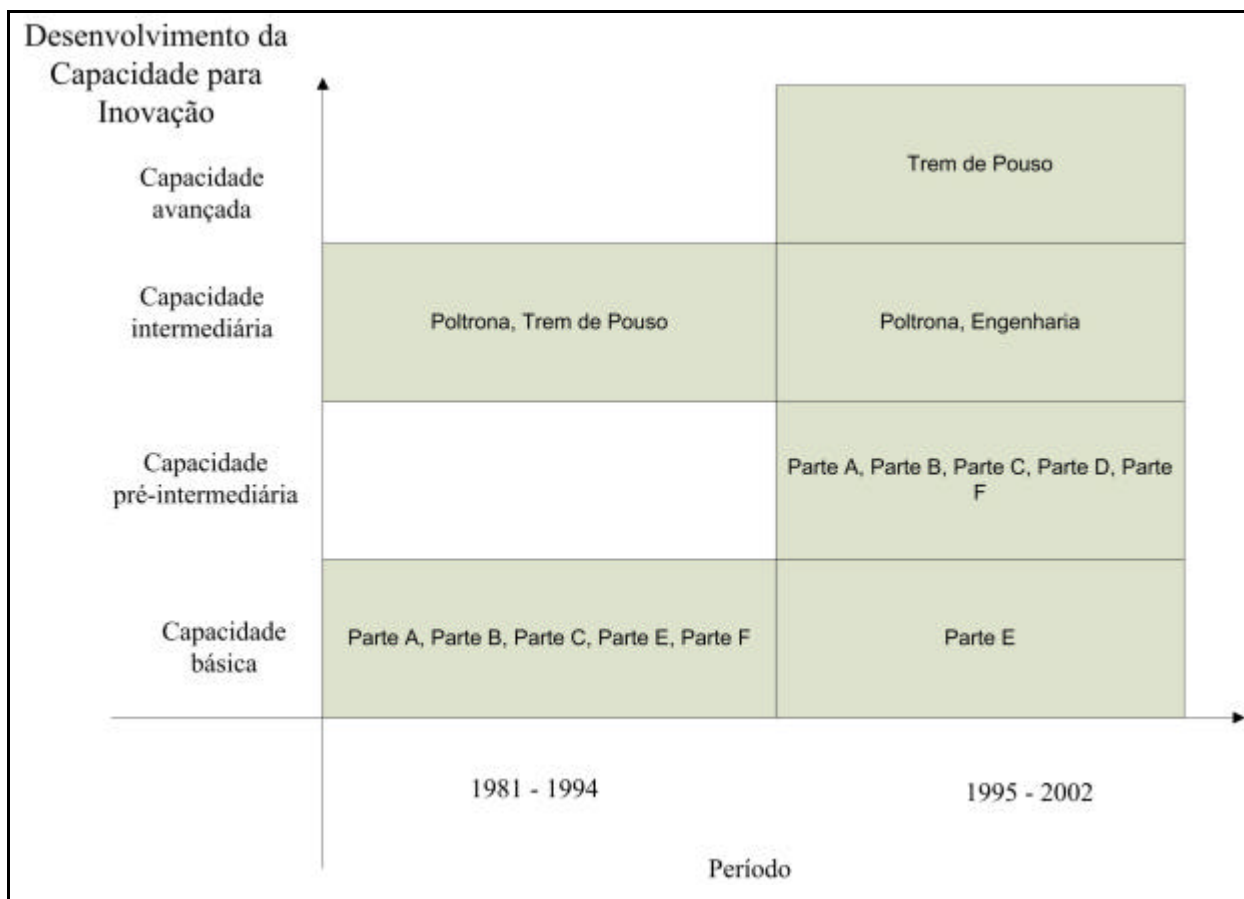 Desenvolvimento da
Capacidade para
Inovação
Capacidade
avançada
Trem de Pouso
Capacidade
intermediária
Poltrona, Trem de Pouso
Poltrona, Engenharia
Capacidade
pré-intermediária
Parte A, Parte B, Parte C, Parte D, Parte
F
Capacidade
básica
Parte A, Parte B, Parte C, Parte E, Parte F
Parte E
1981 - 1994
1995 - 2002
Período